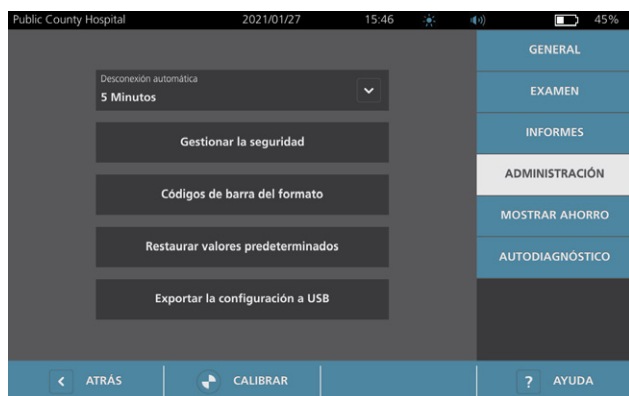 Public County Hospital 2021/01/27 15:46 45%
GENERAL
Desconexión automática
5 Minutos
EXAMEN
Gestionar la seguridad
INFORMES
ADMINISTRACIÓN
Códigos de barra del formato
MOSTRAR AHORRO
Restaurar valores predeterminados
AUTODIAGNÓSTICO
Exportar la configuración a USB
ATRÁS CALIBRAR ? AYUDA